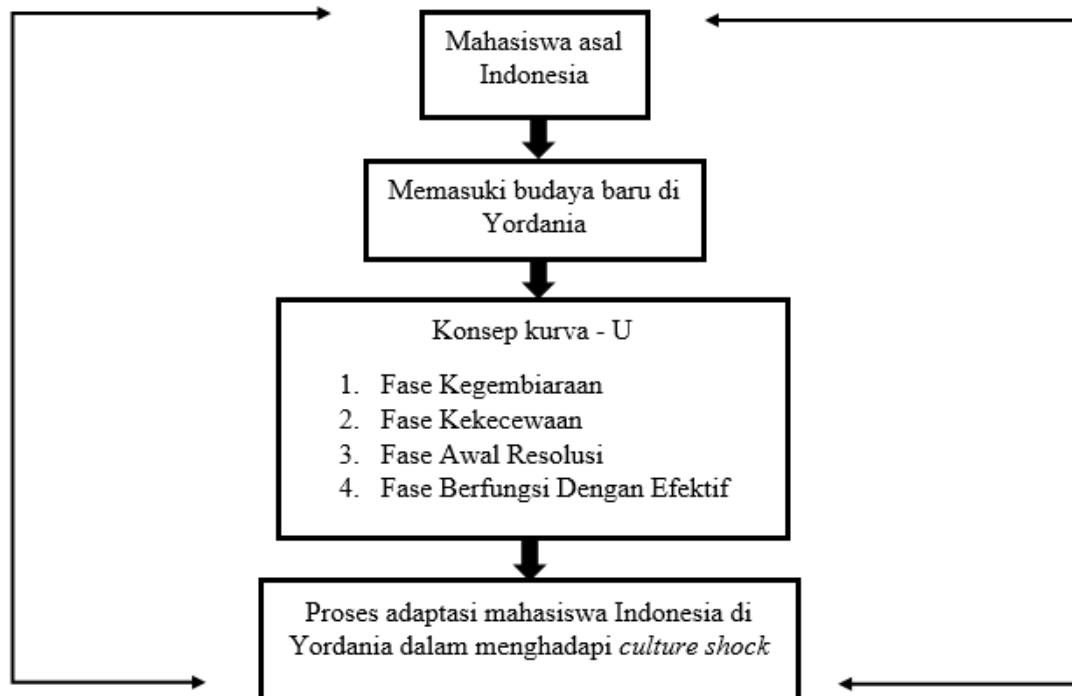 Mahasiswa asal
Indonesia
Memasuki budaya baru di
Yordania
Konsep kurva - U
1. Fase Kegembiaraan
2. Fase Kekecewaan
3. Fase Awal Resolusi
4. Fase Berfungsi Dengan Efektif
Proses adaptasi mahasiswa Indonesia di
Yordania dalam menghadapi culture shock